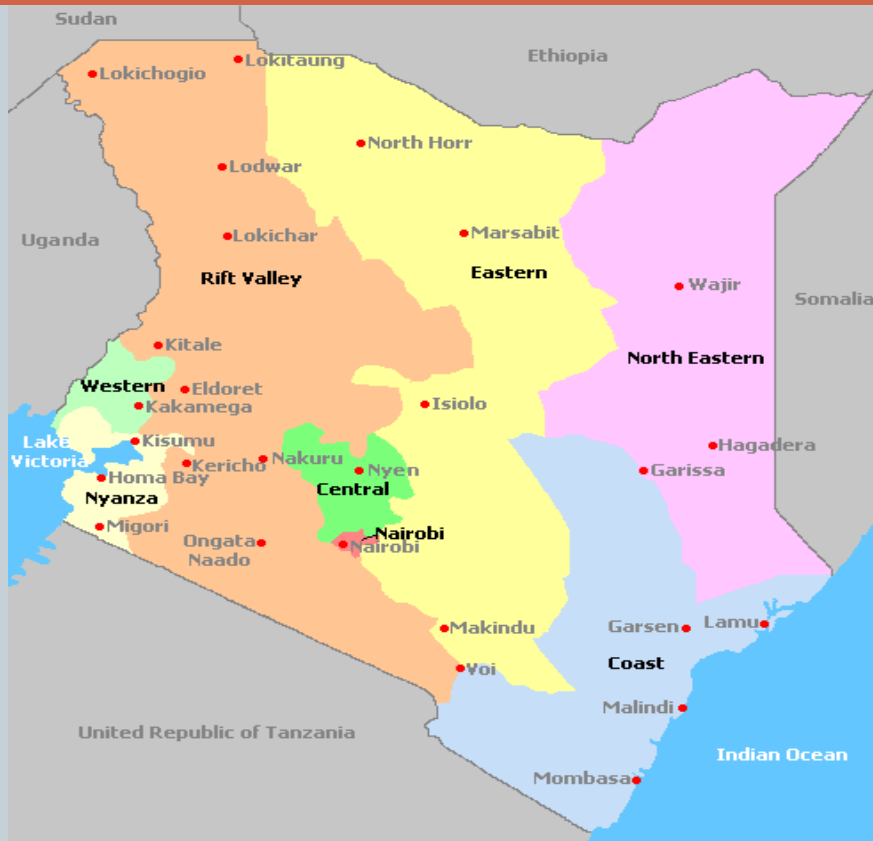 Sudan
Ethiopia
Lokitaung
Lokichogio
North Horr
Lodwar
Uganda
Lokichar
Marsabit
Rift Valley
Eastern
Wajir
Somalia
Kitale
North Eastern
Western
Eldoret
Kakamega
Isiolo
Lake
Victoria
Kisumu
Hagadera
Kericho
Nakuru
Nyen
Garissa
Homa Bay
Central
Nyanza
Migori
Nairobi
Ongata
Naado
Nairobi
Makindu
Garsen
Lamu
Voi
Coast
Malindi
United Republic of Tanzania
Indian Ocean
Mombasa